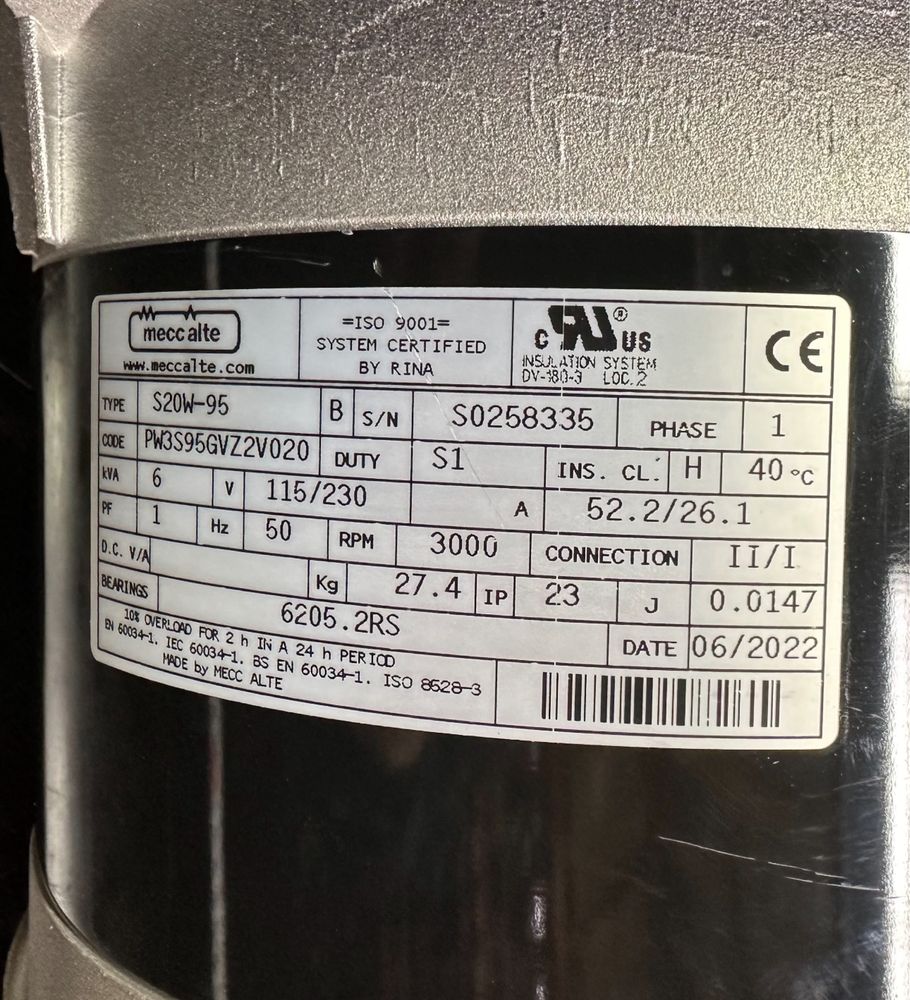 meccalte
www.meccalte.com
=ISO 9001=
SYSTEM CERTIFIED
BY RINA
C RU ® US
INSULATION SYSTEM
DV-180-3 LOC.2
CE
TYPE S20W-95 B S/N S0258335 PHASE 1
CODE PW3S95GVZ2V020 DUTY S1 INS. CL. H 40 °C
kVA 6 V 115/230 A 52.2/26.1
PF 1 Hz 50 RPM 3000 CONNECTION II/I
D.C. V/A Kg 27.4 IP 23 J 0.0147
BEARINGS 6205.2RS DATE 06/2022
10% OVERLOAD FOR 2 h IN A 24 h PERIOD
EN 60034-1. IEC 60034-1. BS EN 60034-1. ISO 8528-3
MADE by MECC ALTE